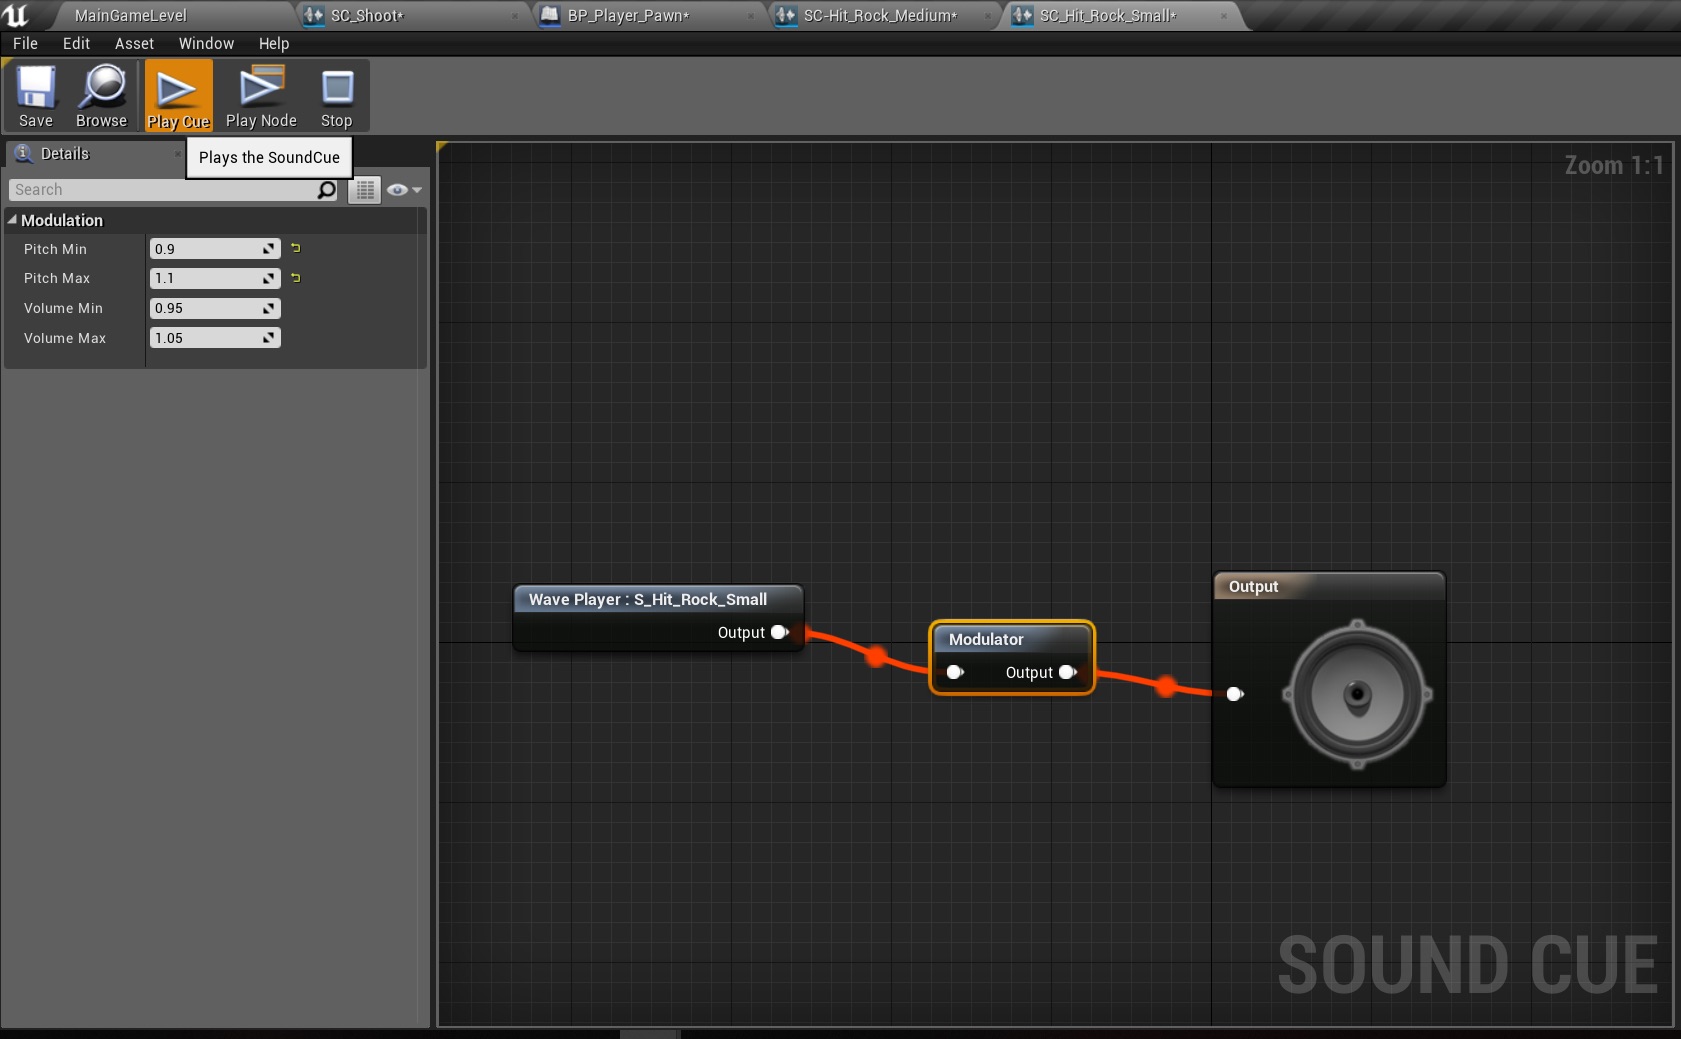 MainGameLevel
SC_Shoot*
BP_Player_Pawn*
SC-Hit_Rock_Medium*
SC_Hit_Rock_Small*
File Edit Asset Window Help
Save
Browse
Play Cue
Play Node
Stop
Plays the SoundCue
Details
Search
Modulation
Pitch Min 0.9
Pitch Max 1.1
Volume Min 0.95
Volume Max 1.05
Zoom 1:1
Wave Player : S_Hit_Rock_Small
Output
Modulator
Output
Output
SOUND CUE